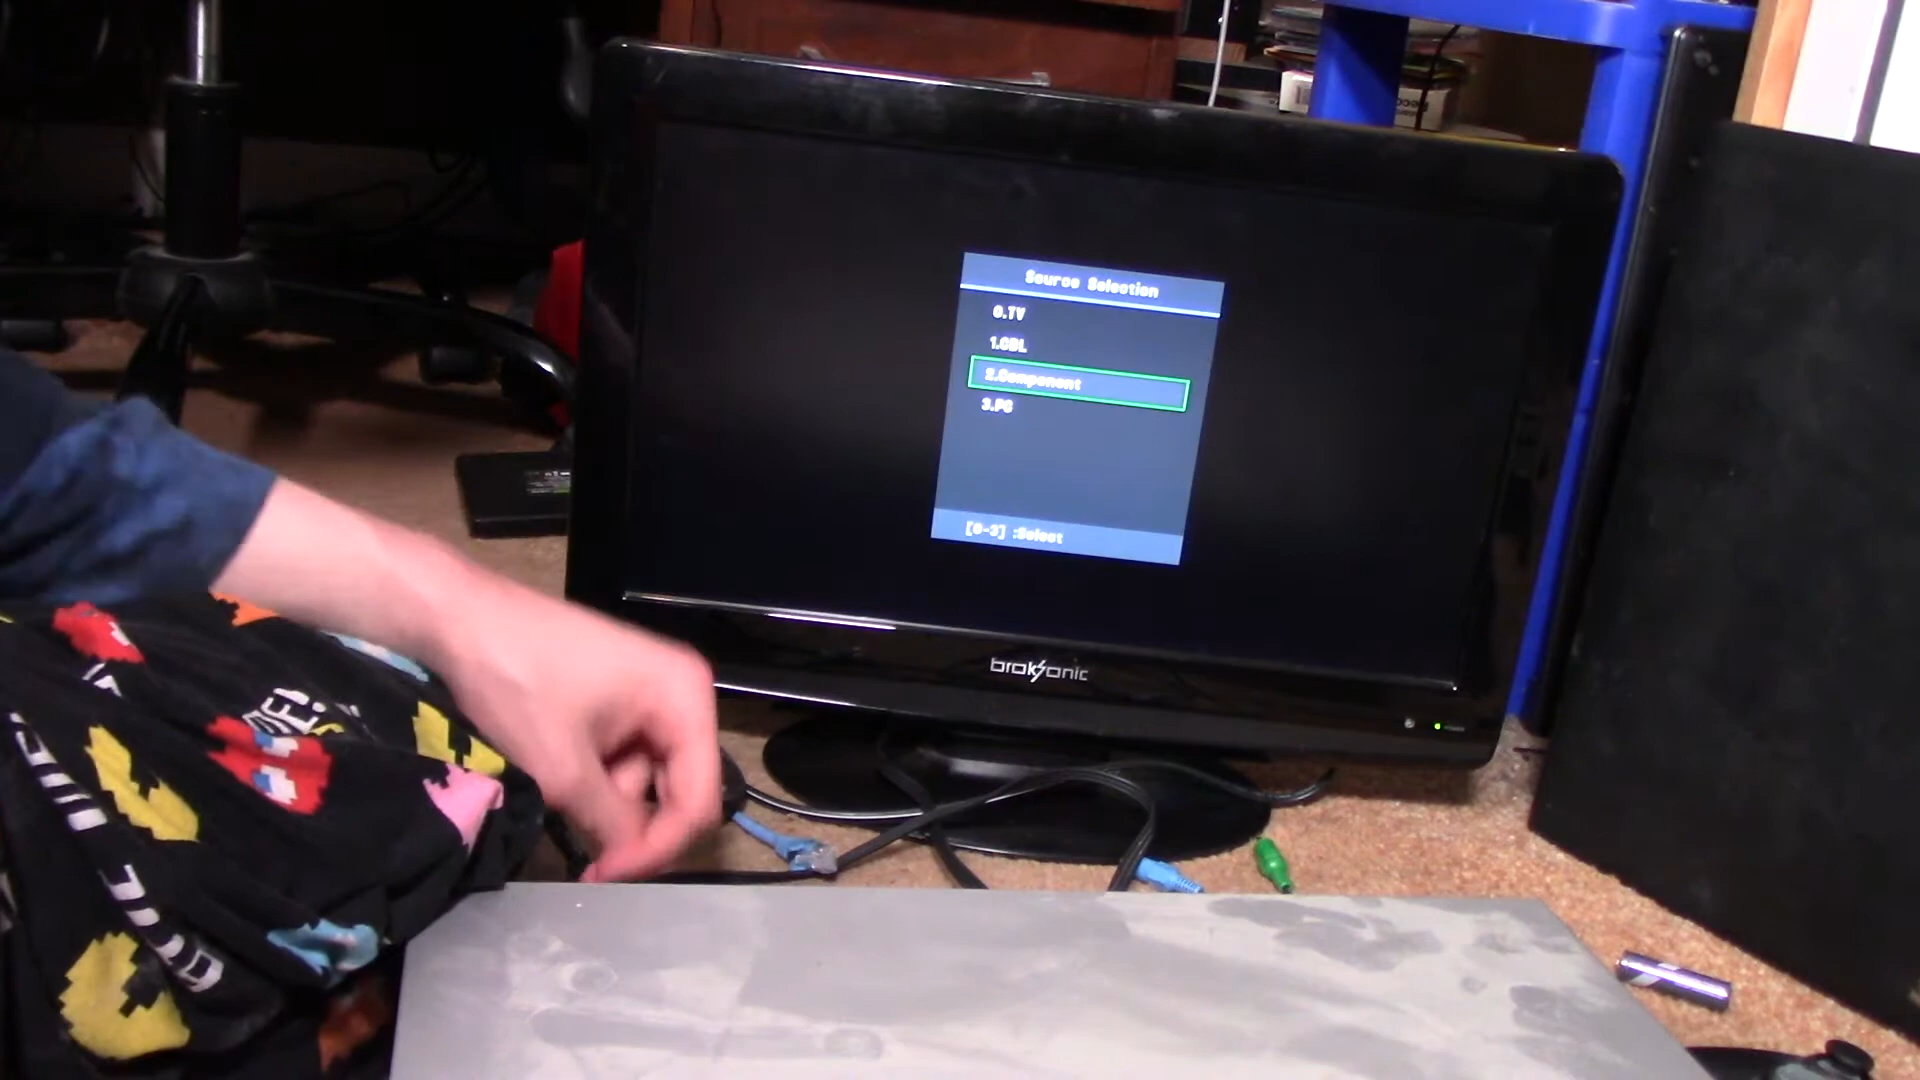 Source Selection
0.TV
1.CBL
2.Component
3.PC
[0-3] :Select
broksonic